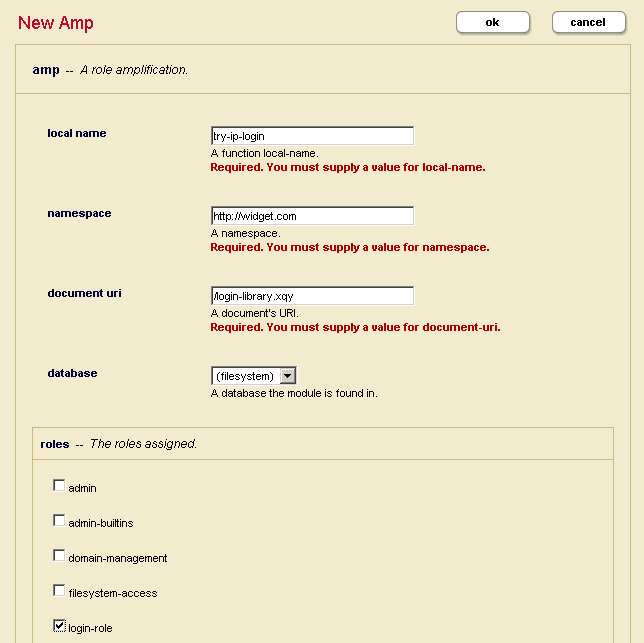 New Amp
ok
cancel
amp -- A role amplification.
local name
try-ip-login
A function local-name.
Required. You must supply a value for local-name.
namespace
http://widget.com
A namespace.
Required. You must supply a value for namespace.
document uri
/login-library.xqy
A document's URI.
Required. You must supply a value for document-uri.
database
(filesystem)
A database the module is found in.
roles -- The roles assigned.
admin
admin-builtins
domain-management
filesystem-access
login-role